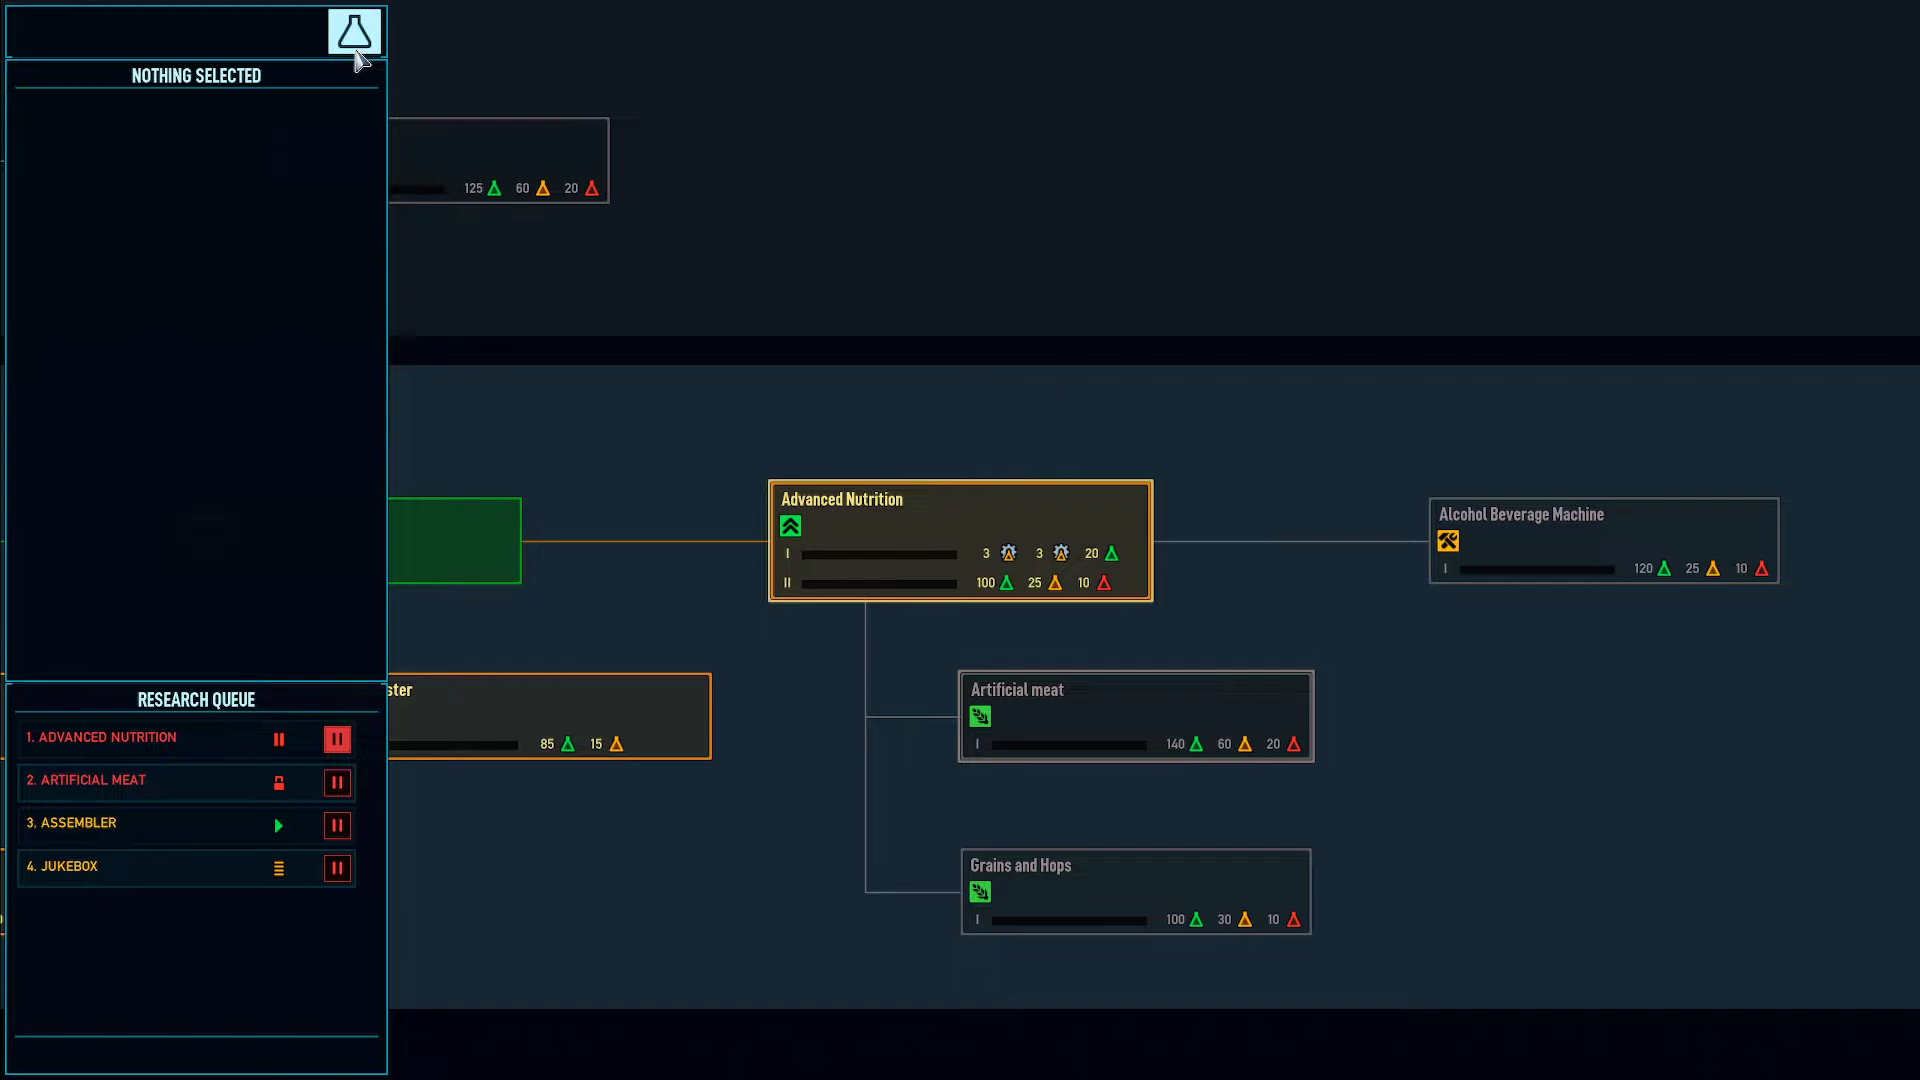 NOTHING SELECTED
125 60 20
Advanced Nutrition
I 3 3 20
II 100 25 10
Alcohol Beverage Machine
I 120 25 10
ster
85 15
Artificial meat
I 140 60 20
Grains and Hops
I 100 30 10
RESEARCH QUEUE
1. ADVANCED NUTRITION
2. ARTIFICIAL MEAT
3. ASSEMBLER
4. JUKEBOX